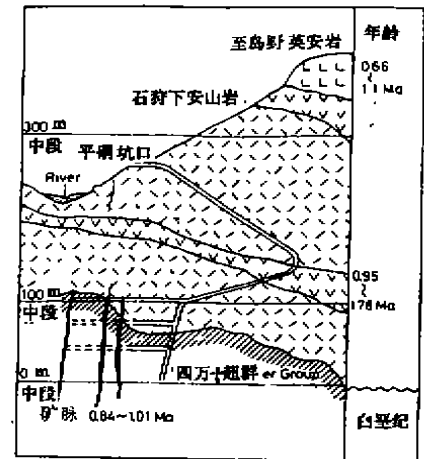 至岛野 英安岩
年龄
0.66
~
1.1 Ma
石狩下安山岩
300 m
中段
平硐坑口
River
0.95
~
1.78 Ma
100 m
中段
0 m
中段
四万十超群 er Group
矿脉 0.84~1.01 Ma
白垩纪